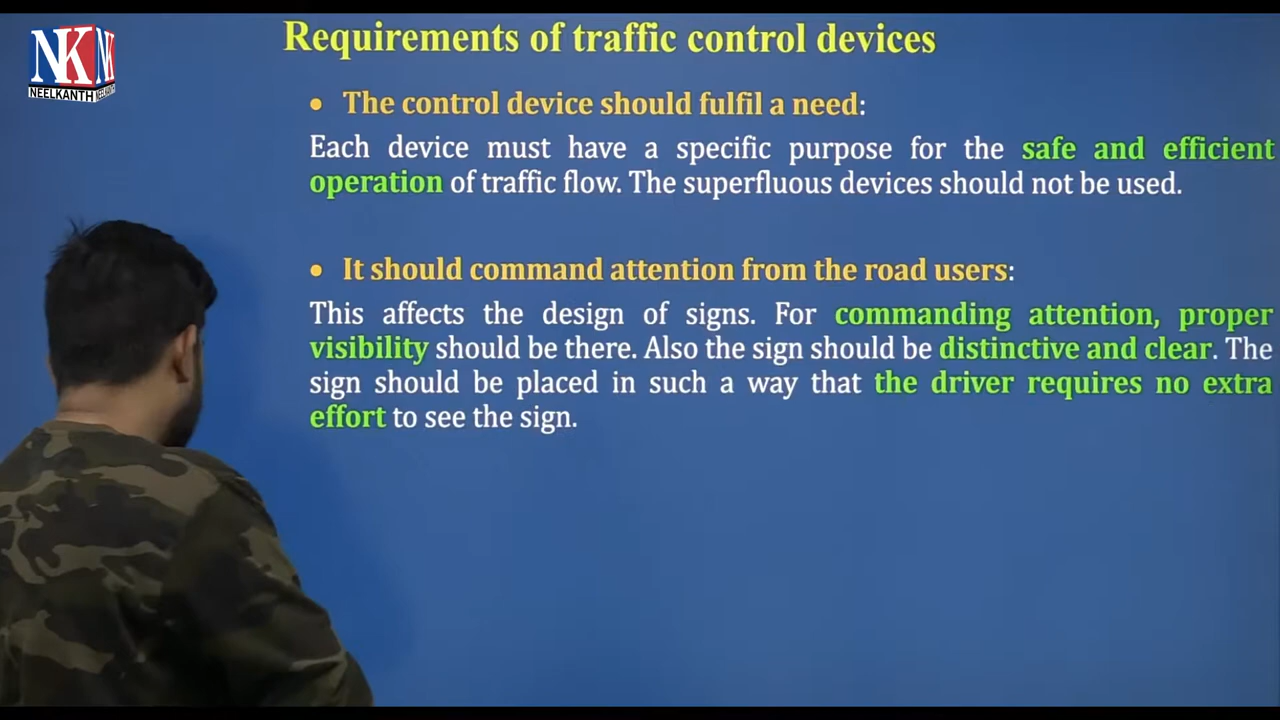 NKN
NEELKANTH NEELKANTH
Requirements of traffic control devices
• The control device should fulfil a need:
Each device must have a specific purpose for the safe and efficient
operation of traffic flow. The superfluous devices should not be used.
• It should command attention from the road users:
This affects the design of signs. For commanding attention, proper
visibility should be there. Also the sign should be distinctive and clear. The
sign should be placed in such a way that the driver requires no extra
effort to see the sign.